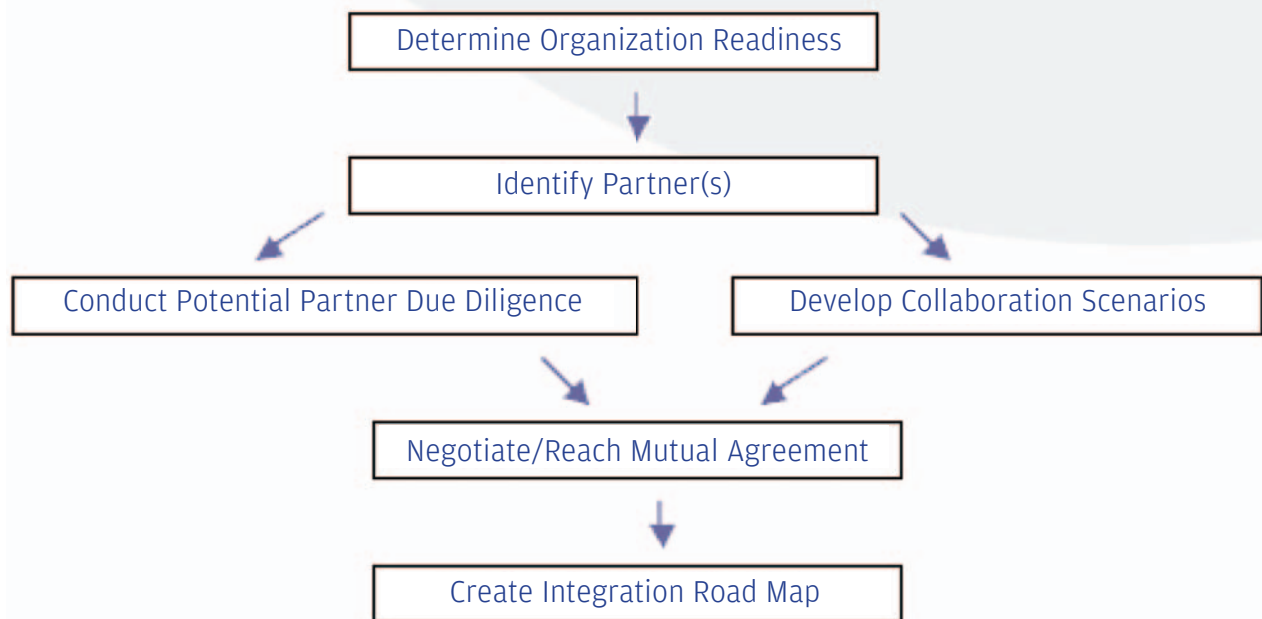 Determine Organization Readiness
Identify Partner(s)
Conduct Potential Partner Due Diligence
Develop Collaboration Scenarios
Negotiate/Reach Mutual Agreement
Create Integration Road Map